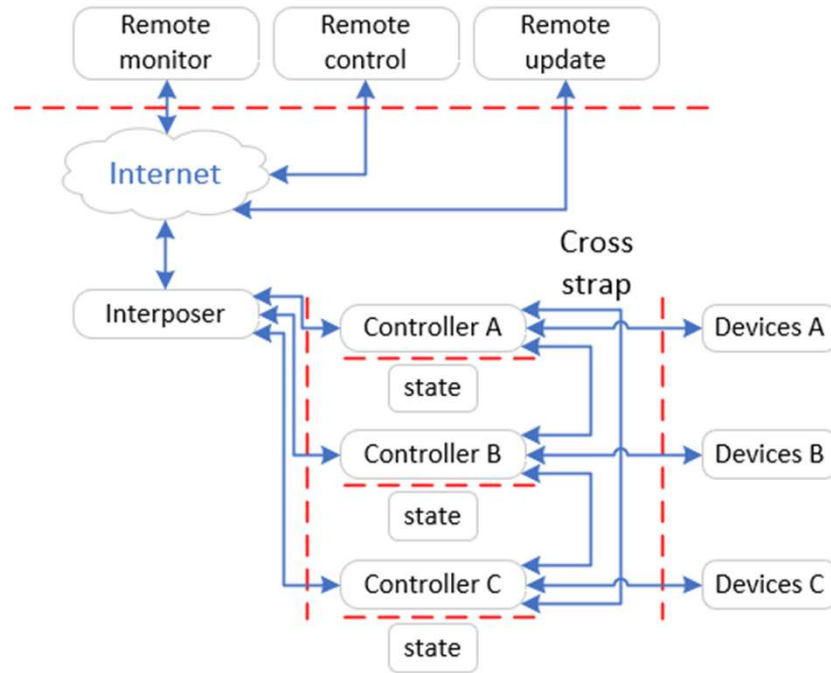 Remote
monitor
Remote
control
Remote
update
Internet
Cross
strap
Interposer
Controller A
Devices A
state
Controller B
Devices B
state
Controller C
Devices C
state